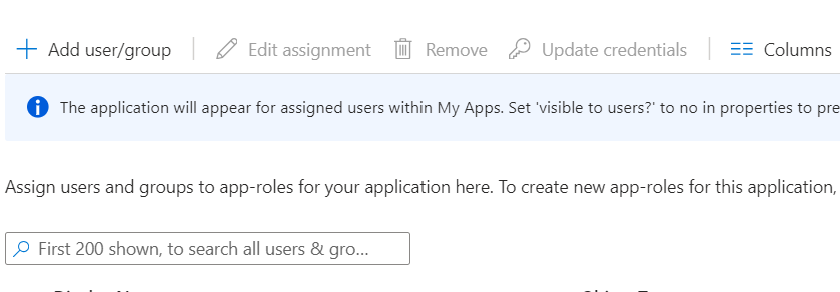 Add user/group Edit assignment Remove Update credentials Columns
The application will appear for assigned users within My Apps. Set 'visible to users?' to no in properties to pre
Assign users and groups to app-roles for your application here. To create new app-roles for this application,
First 200 shown, to search all users & gro...